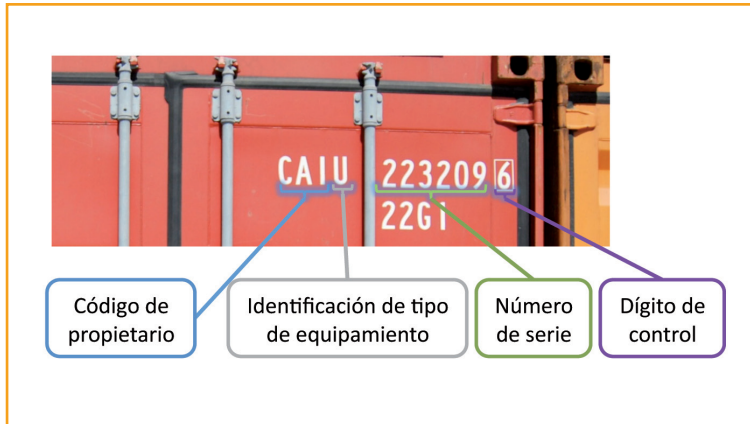 CAIU 223209 6
22G1
Código de
propietario
Identificación de tipo
de equipamiento
Número
de serie
Dígito de
control